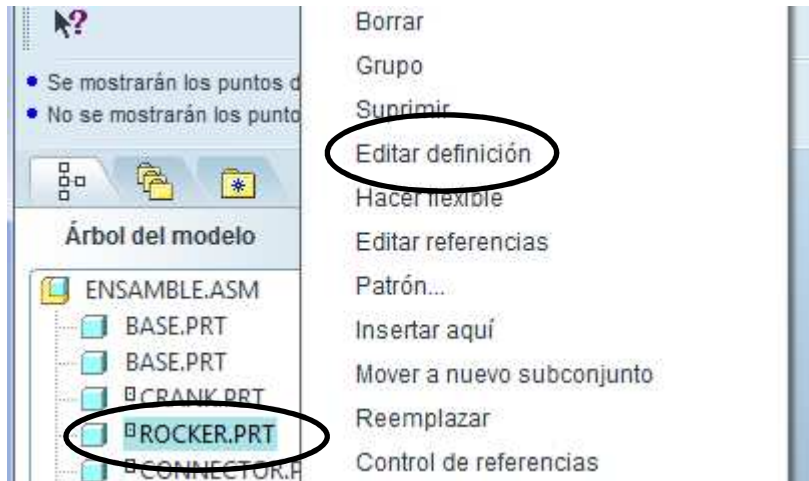 Se mostrarán los puntos d
No se mostrarán los punto
Árbol del modelo
ENSAMBLE.ASM
BASE.PRT
BASE.PRT
CRANK.PRT
ROCKER.PRT
CONNECTOR.P
Borrar
Grupo
Suprimir
Editar definición
Hacer flexible
Editar referencias
Patrón...
Insertar aquí
Mover a nuevo subconjunto
Reemplazar
Control de referencias